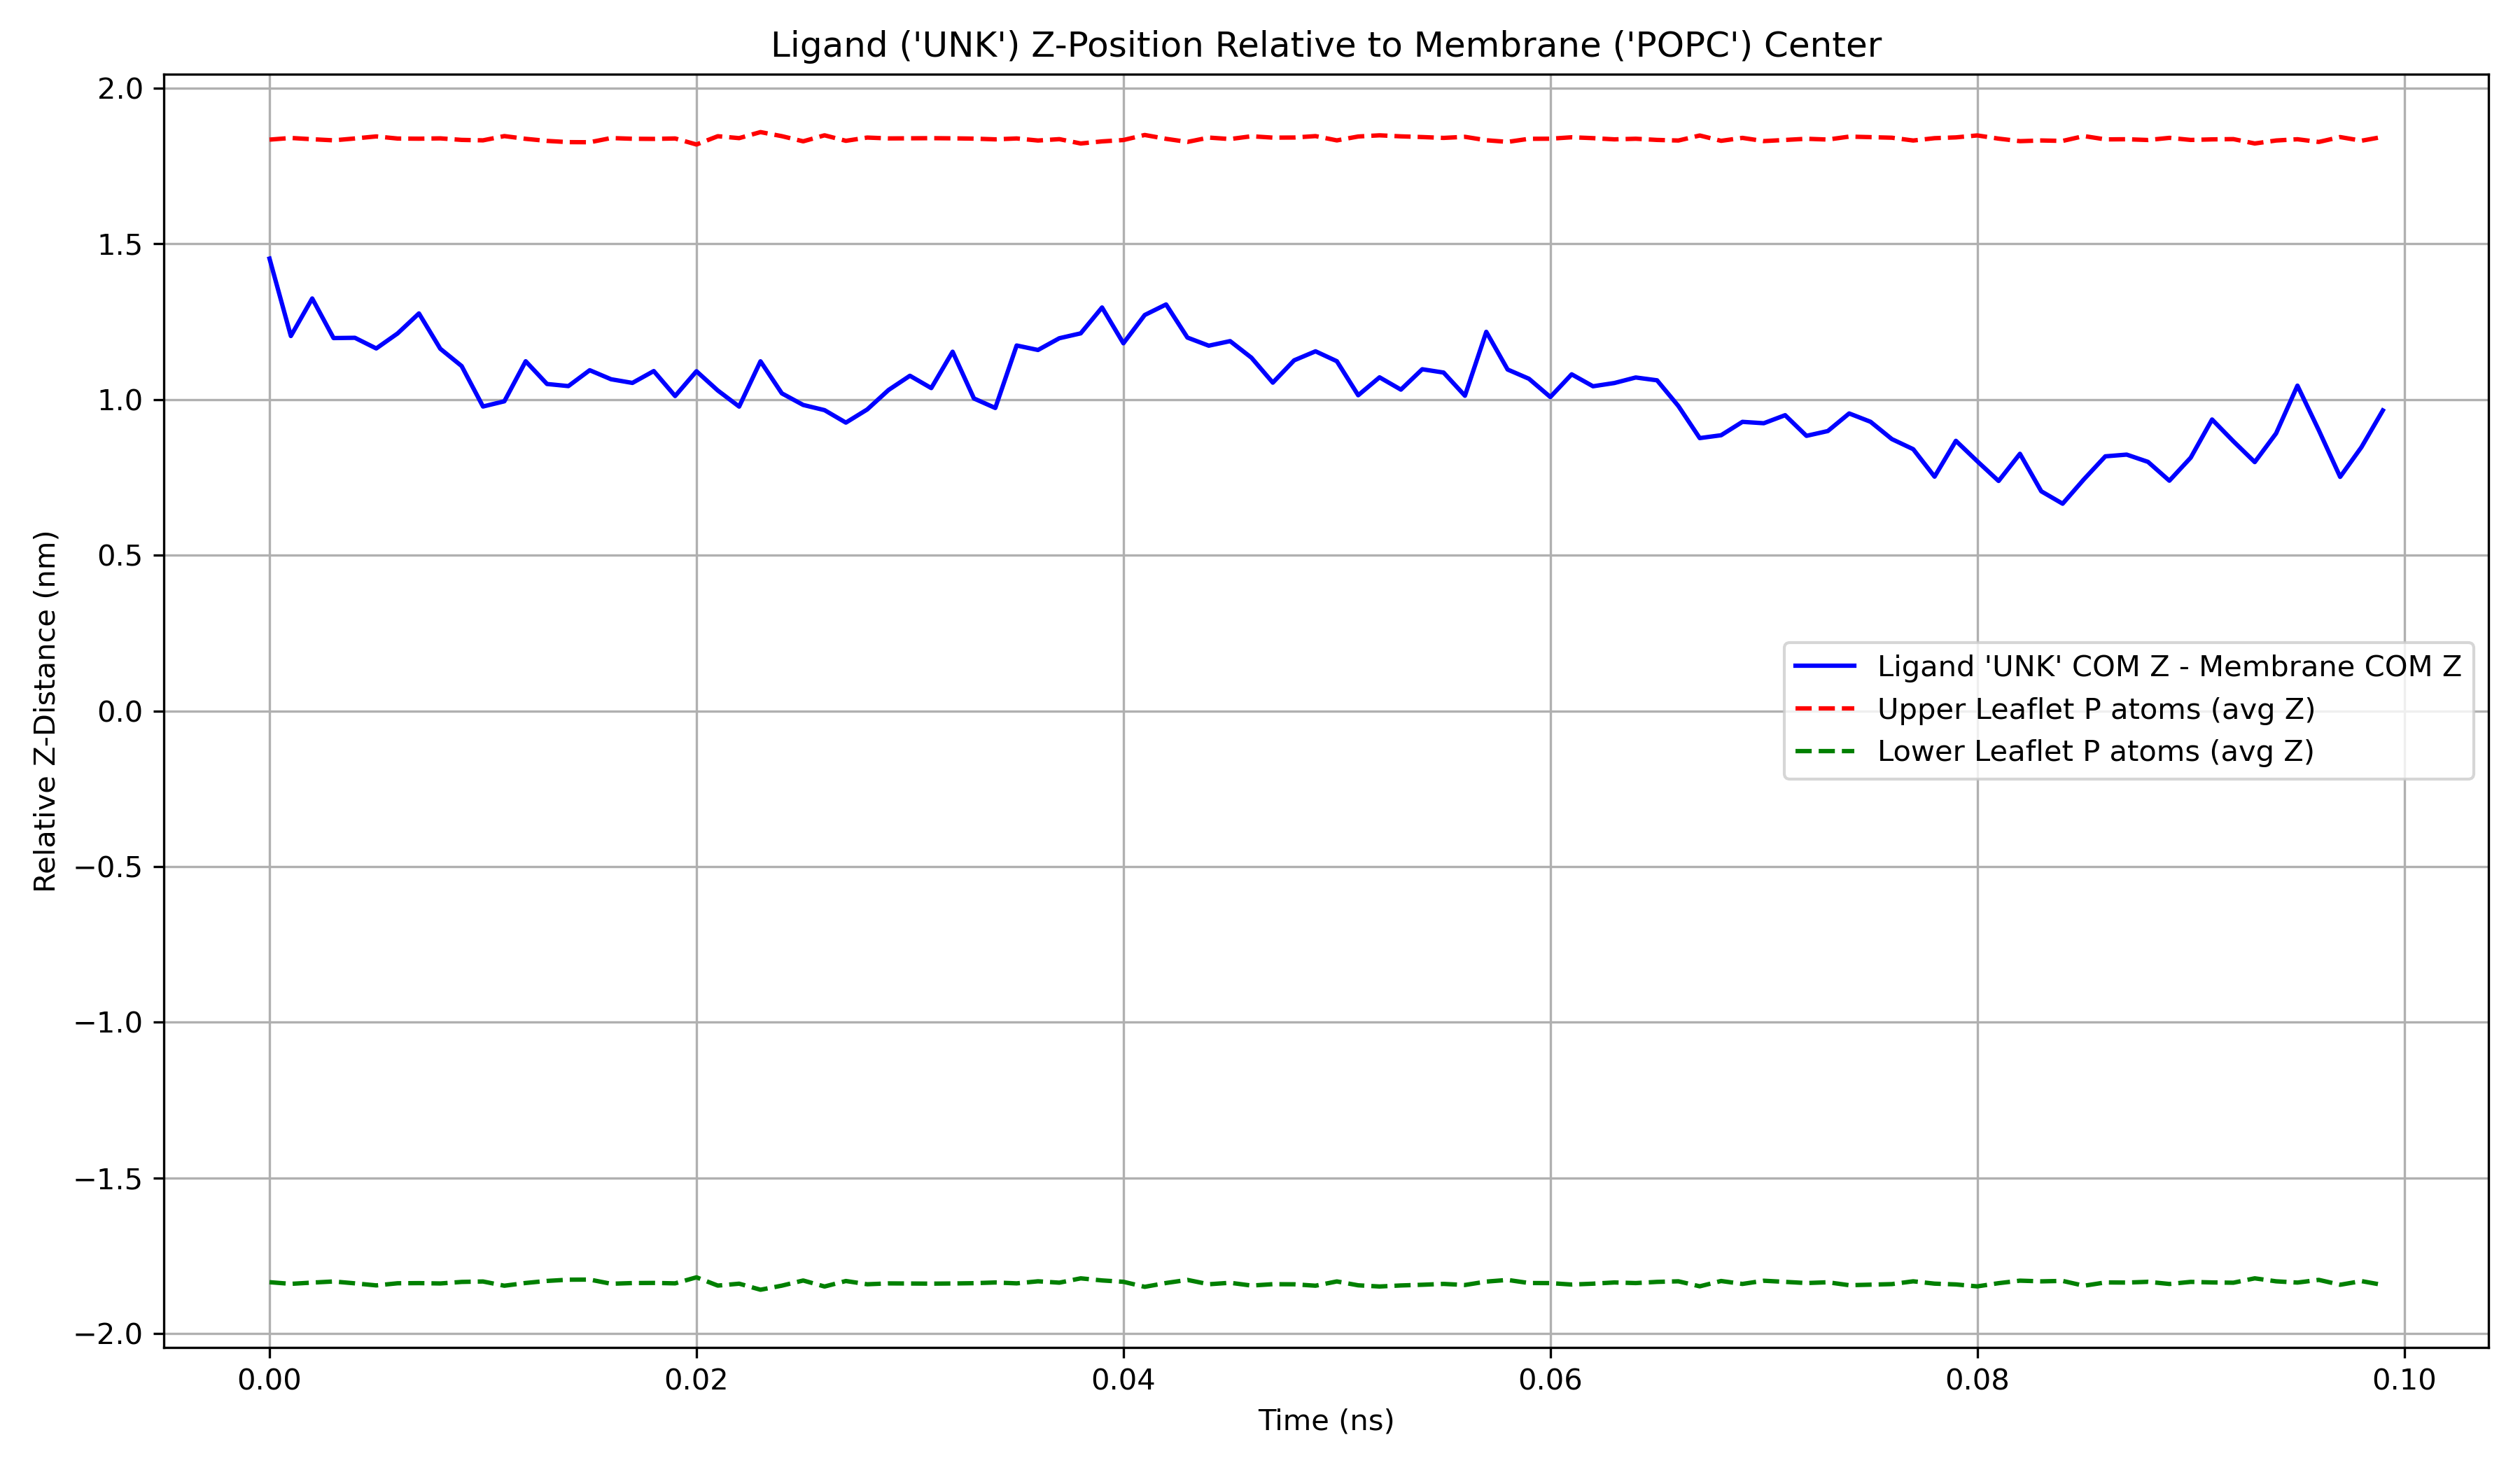 Ligand ('UNK') Z-Position Relative to Membrane ('POPC') Center
2.0
1.5
1.0
0.5
0.0
−0.5
−1.0
−1.5
−2.0
Relative Z-Distance (nm)
Ligand 'UNK' COM Z - Membrane COM Z
Upper Leaflet P atoms (avg Z)
Lower Leaflet P atoms (avg Z)
0.00 0.02 0.04 0.06 0.08 0.10
Time (ns)